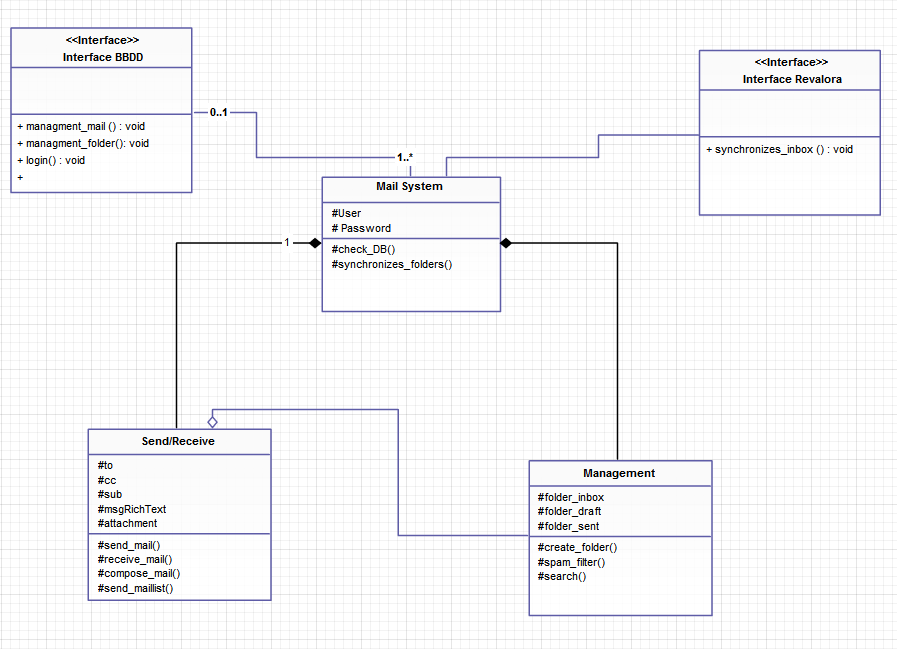 <<Interface>>
Interface BBDD
+ managment_mail () : void
+ managment_folder(): void
+ login() : void
+
<<Interface>>
Interface Revalora
+ synchronizes_inbox () : void
0..1
1..*
Mail System
#User
# Password
#check_DB()
#synchronizes_folders()
1
Send/Receive
#to
#cc
#sub
#msgRichText
#attachment
#send_mail()
#receive_mail()
#compose_mail()
#send_maillist()
Management
#folder_inbox
#folder_draft
#folder_sent
#create_folder()
#spam_filter()
#search()